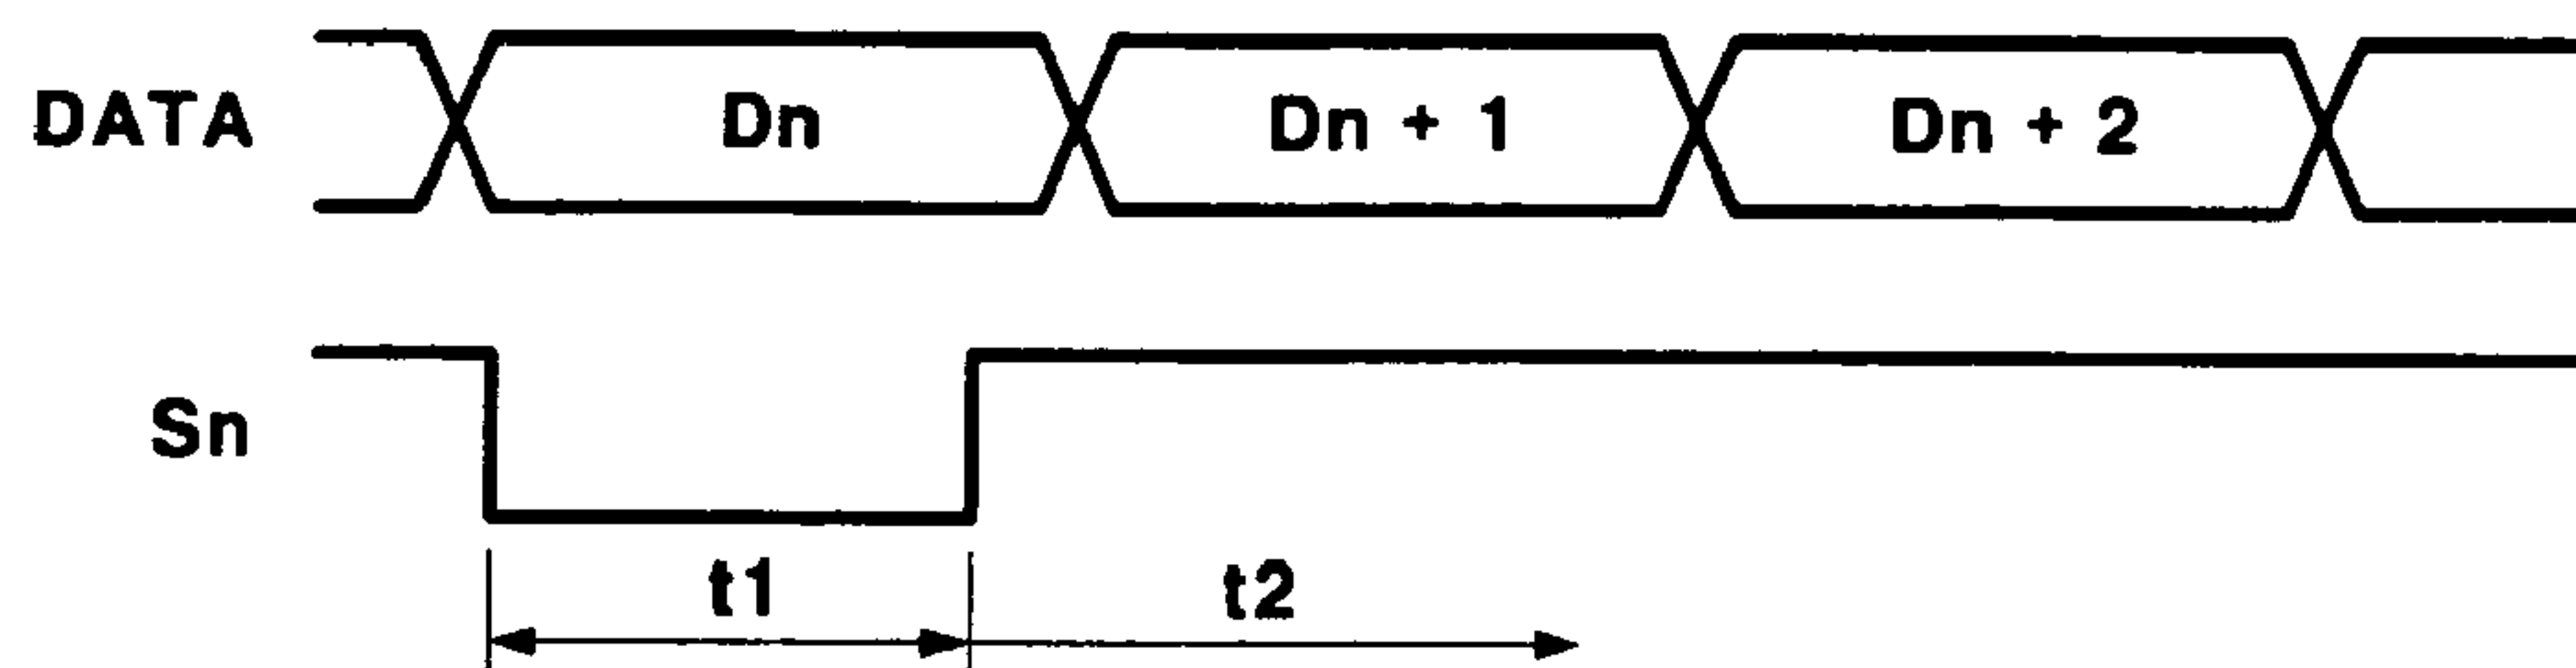 DATA Dn Dn + 1 Dn + 2
Sn
t1 t2